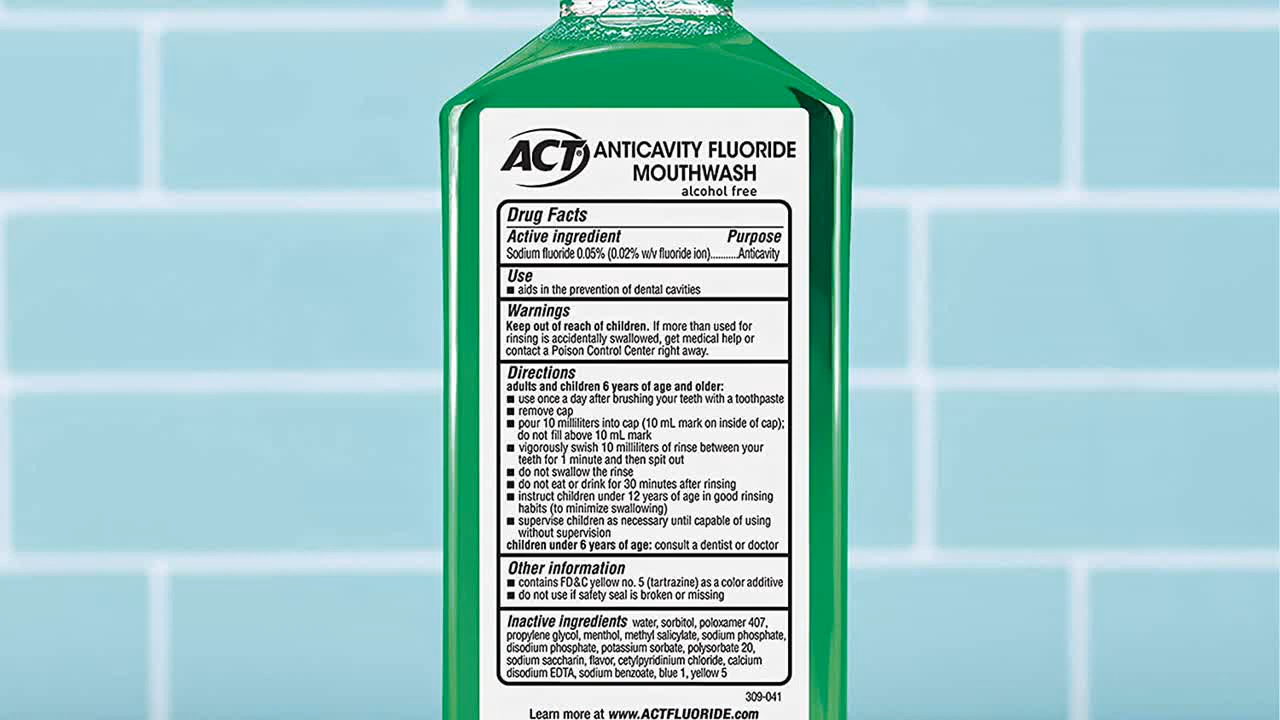 ACT® ANTICAVITY FLUORIDE
MOUTHWASH
alcohol free
Drug Facts
Active ingredient Purpose
Sodium fluoride 0.05% (0.02% w/v fluoride ion)..........Anticavity
Use
■ aids in the prevention of dental cavities
Warnings
Keep out of reach of children. If more than used for
rinsing is accidentally swallowed, get medical help or
contact a Poison Control Center right away.
Directions
adults and children 6 years of age and older:
■ use once a day after brushing your teeth with a toothpaste
■ remove cap
■ pour 10 milliliters into cap (10 mL mark on inside of cap);
do not fill above 10 mL mark
■ vigorously swish 10 milliliters of rinse between your
teeth for 1 minute and then spit out
■ do not swallow the rinse
■ do not eat or drink for 30 minutes after rinsing
■ instruct children under 12 years of age in good rinsing
habits (to minimize swallowing)
■ supervise children as necessary until capable of using
without supervision
children under 6 years of age: consult a dentist or doctor
Other information
■ contains FD&C yellow no. 5 (tartrazine) as a color additive
■ do not use if safety seal is broken or missing
Inactive ingredients water, sorbitol, poloxamer 407,
propylene glycol, menthol, methyl salicylate, sodium phosphate,
disodium phosphate, potassium sorbate, polysorbate 20,
sodium saccharin, flavor, cetylpyridinium chloride, calcium
disodium EDTA, sodium benzoate, blue 1, yellow 5
309-041
Learn more at www.ACTFLUORIDE.com